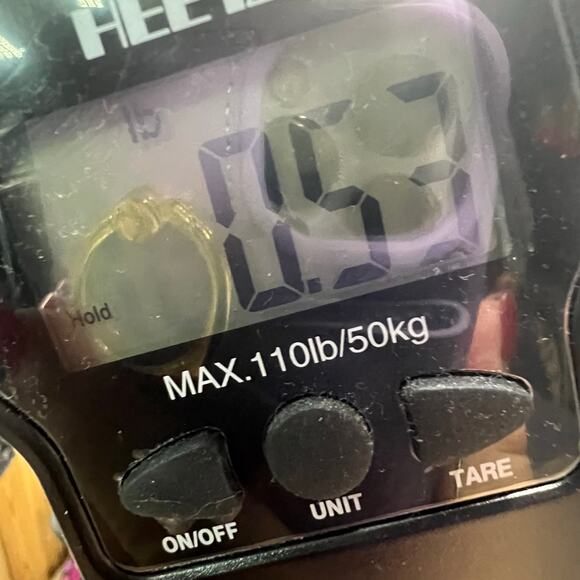 lb
0.53
Hold
MAX.110lb/50kg
ON/OFF
UNIT
TARE